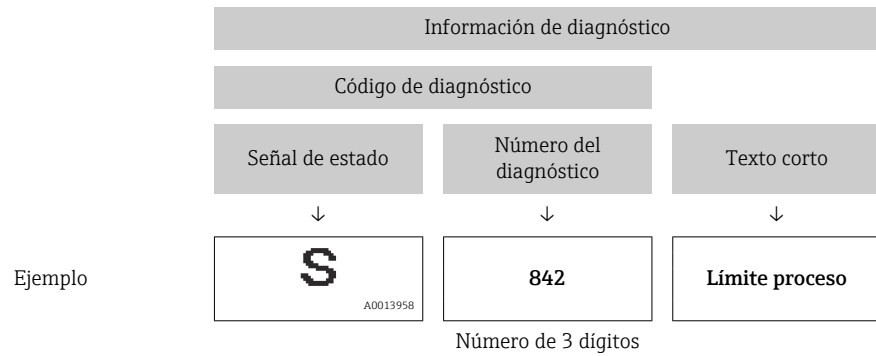 Información de diagnóstico
Código de diagnóstico
Señal de estado
Número del
diagnóstico
Texto corto
↓ ↓ ↓
Ejemplo
S
A0013958
842
Límite proceso
Número de 3 dígitos